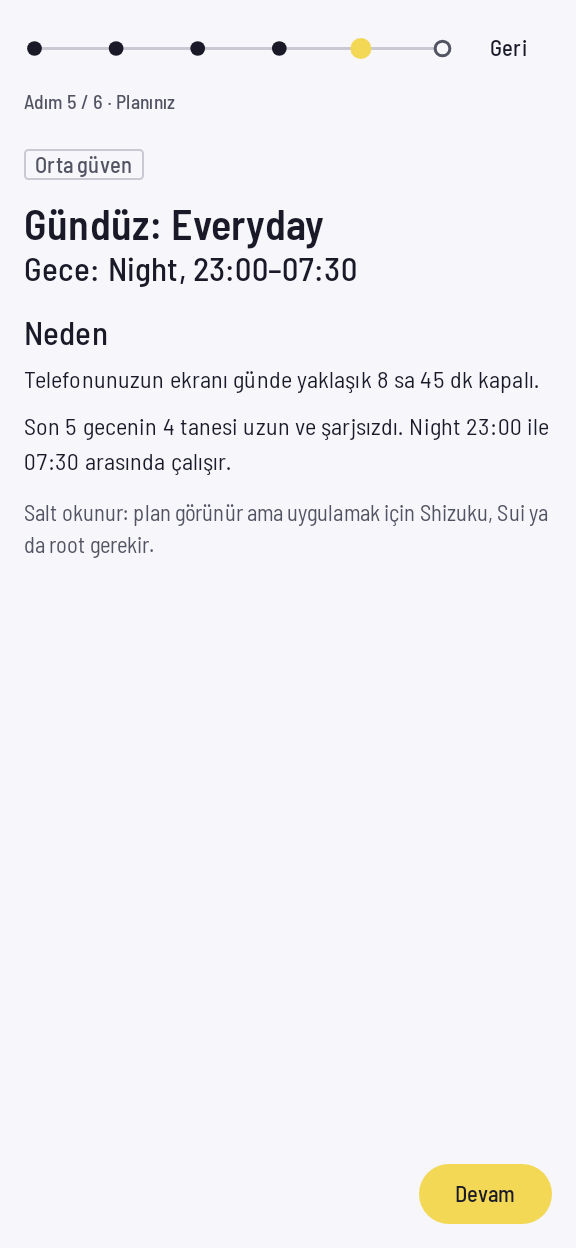 Geri
Adım 5 / 6 · Planınız
Orta güven
Gündüz: Everyday
Gece: Night, 23:00–07:30
Neden
Telefonunuzun ekranı günde yaklaşık 8 sa 45 dk kapalı.
Son 5 gecenin 4 tanesi uzun ve şarjsızdı. Night 23:00 ile
07:30 arasında çalışır.
Salt okunur: plan görünür ama uygulamak için Shizuku, Sui ya
da root gerekir.
Devam